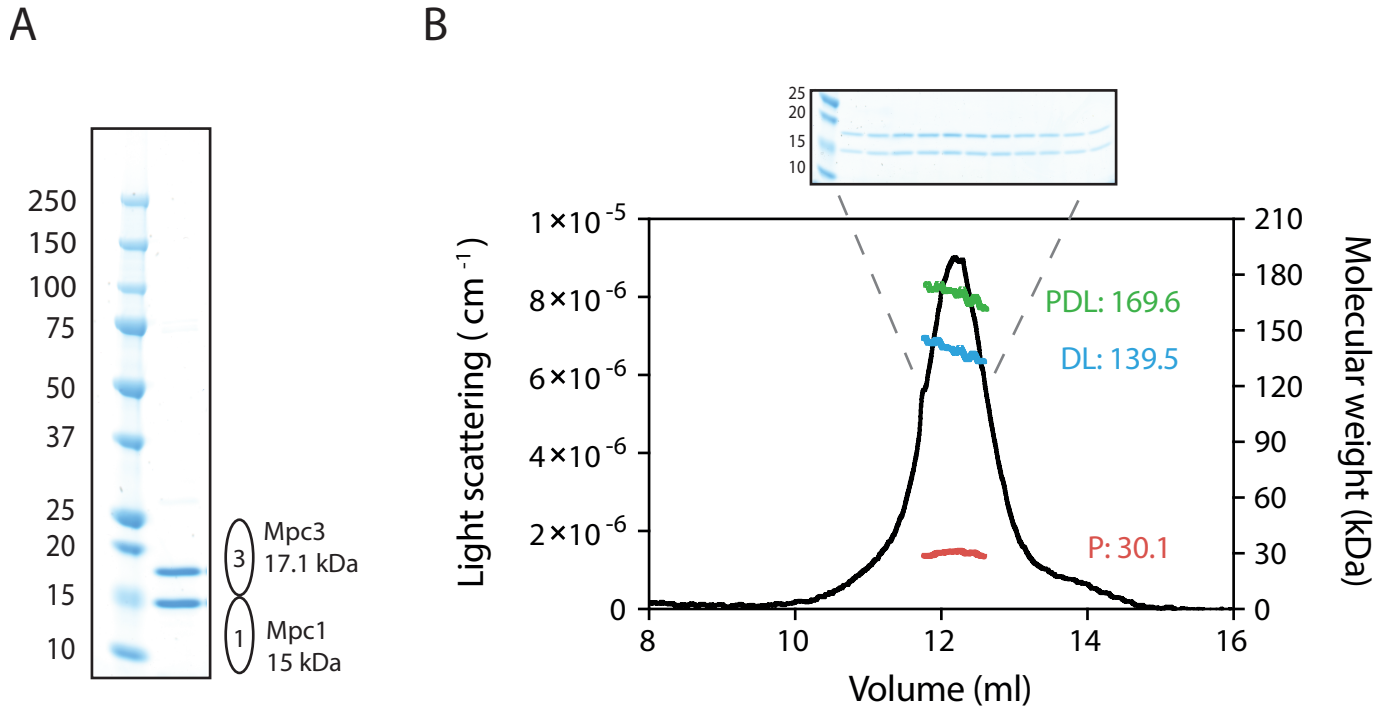 A
250
150
100
75
50
37
25
20
15
10
3
Mpc3
17.1 kDa
1
Mpc1
15 kDa
B
25
20
15
10
Light scattering ( cm ⁻¹)
1×10⁻⁵
8×10⁻⁶
6×10⁻⁶
4×10⁻⁶
2×10⁻⁶
0
PDL: 169.6
DL: 139.5
P: 30.1
210
180
150
120
90
60
30
0
Molecular weight (kDa)
8
10
12
14
16
Volume (ml)